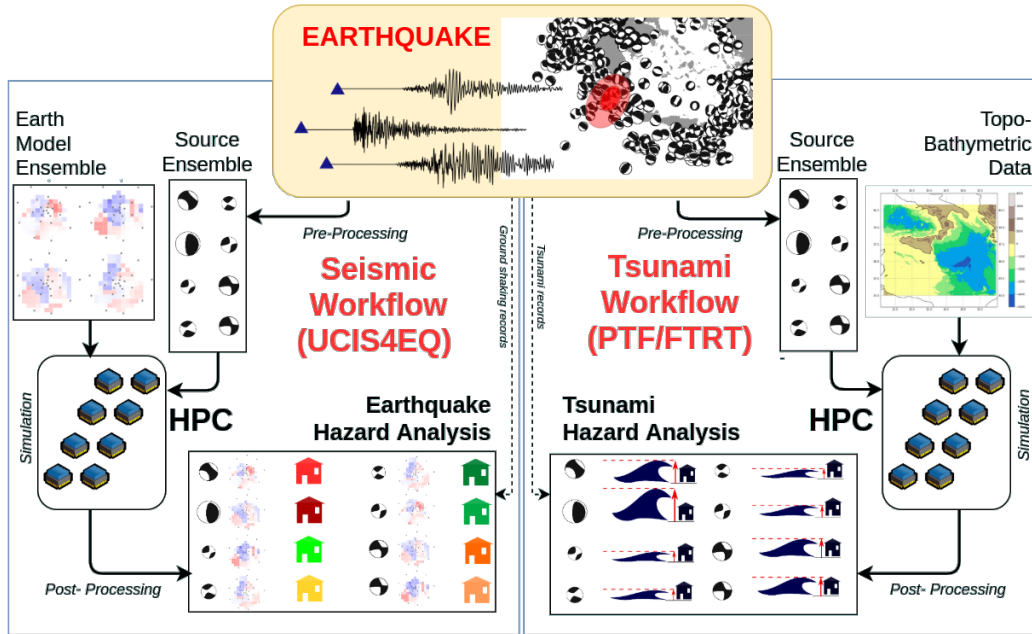 EARTHQUAKE
Earth
Model
Ensemble
Source
Ensemble
Pre-Processing
Seismic
Workflow
(UCIS4EQ)
Ground shaking records
Simulation
HPC
Earthquake
Hazard Analysis
Post- Processing
Source
Ensemble
Topo-
Bathymetric
Data
Pre-Processing
Tsunami
Workflow
(PTF/FTRT)
Tsunami records
Simulation
HPC
Tsunami
Hazard Analysis
Post- Processing